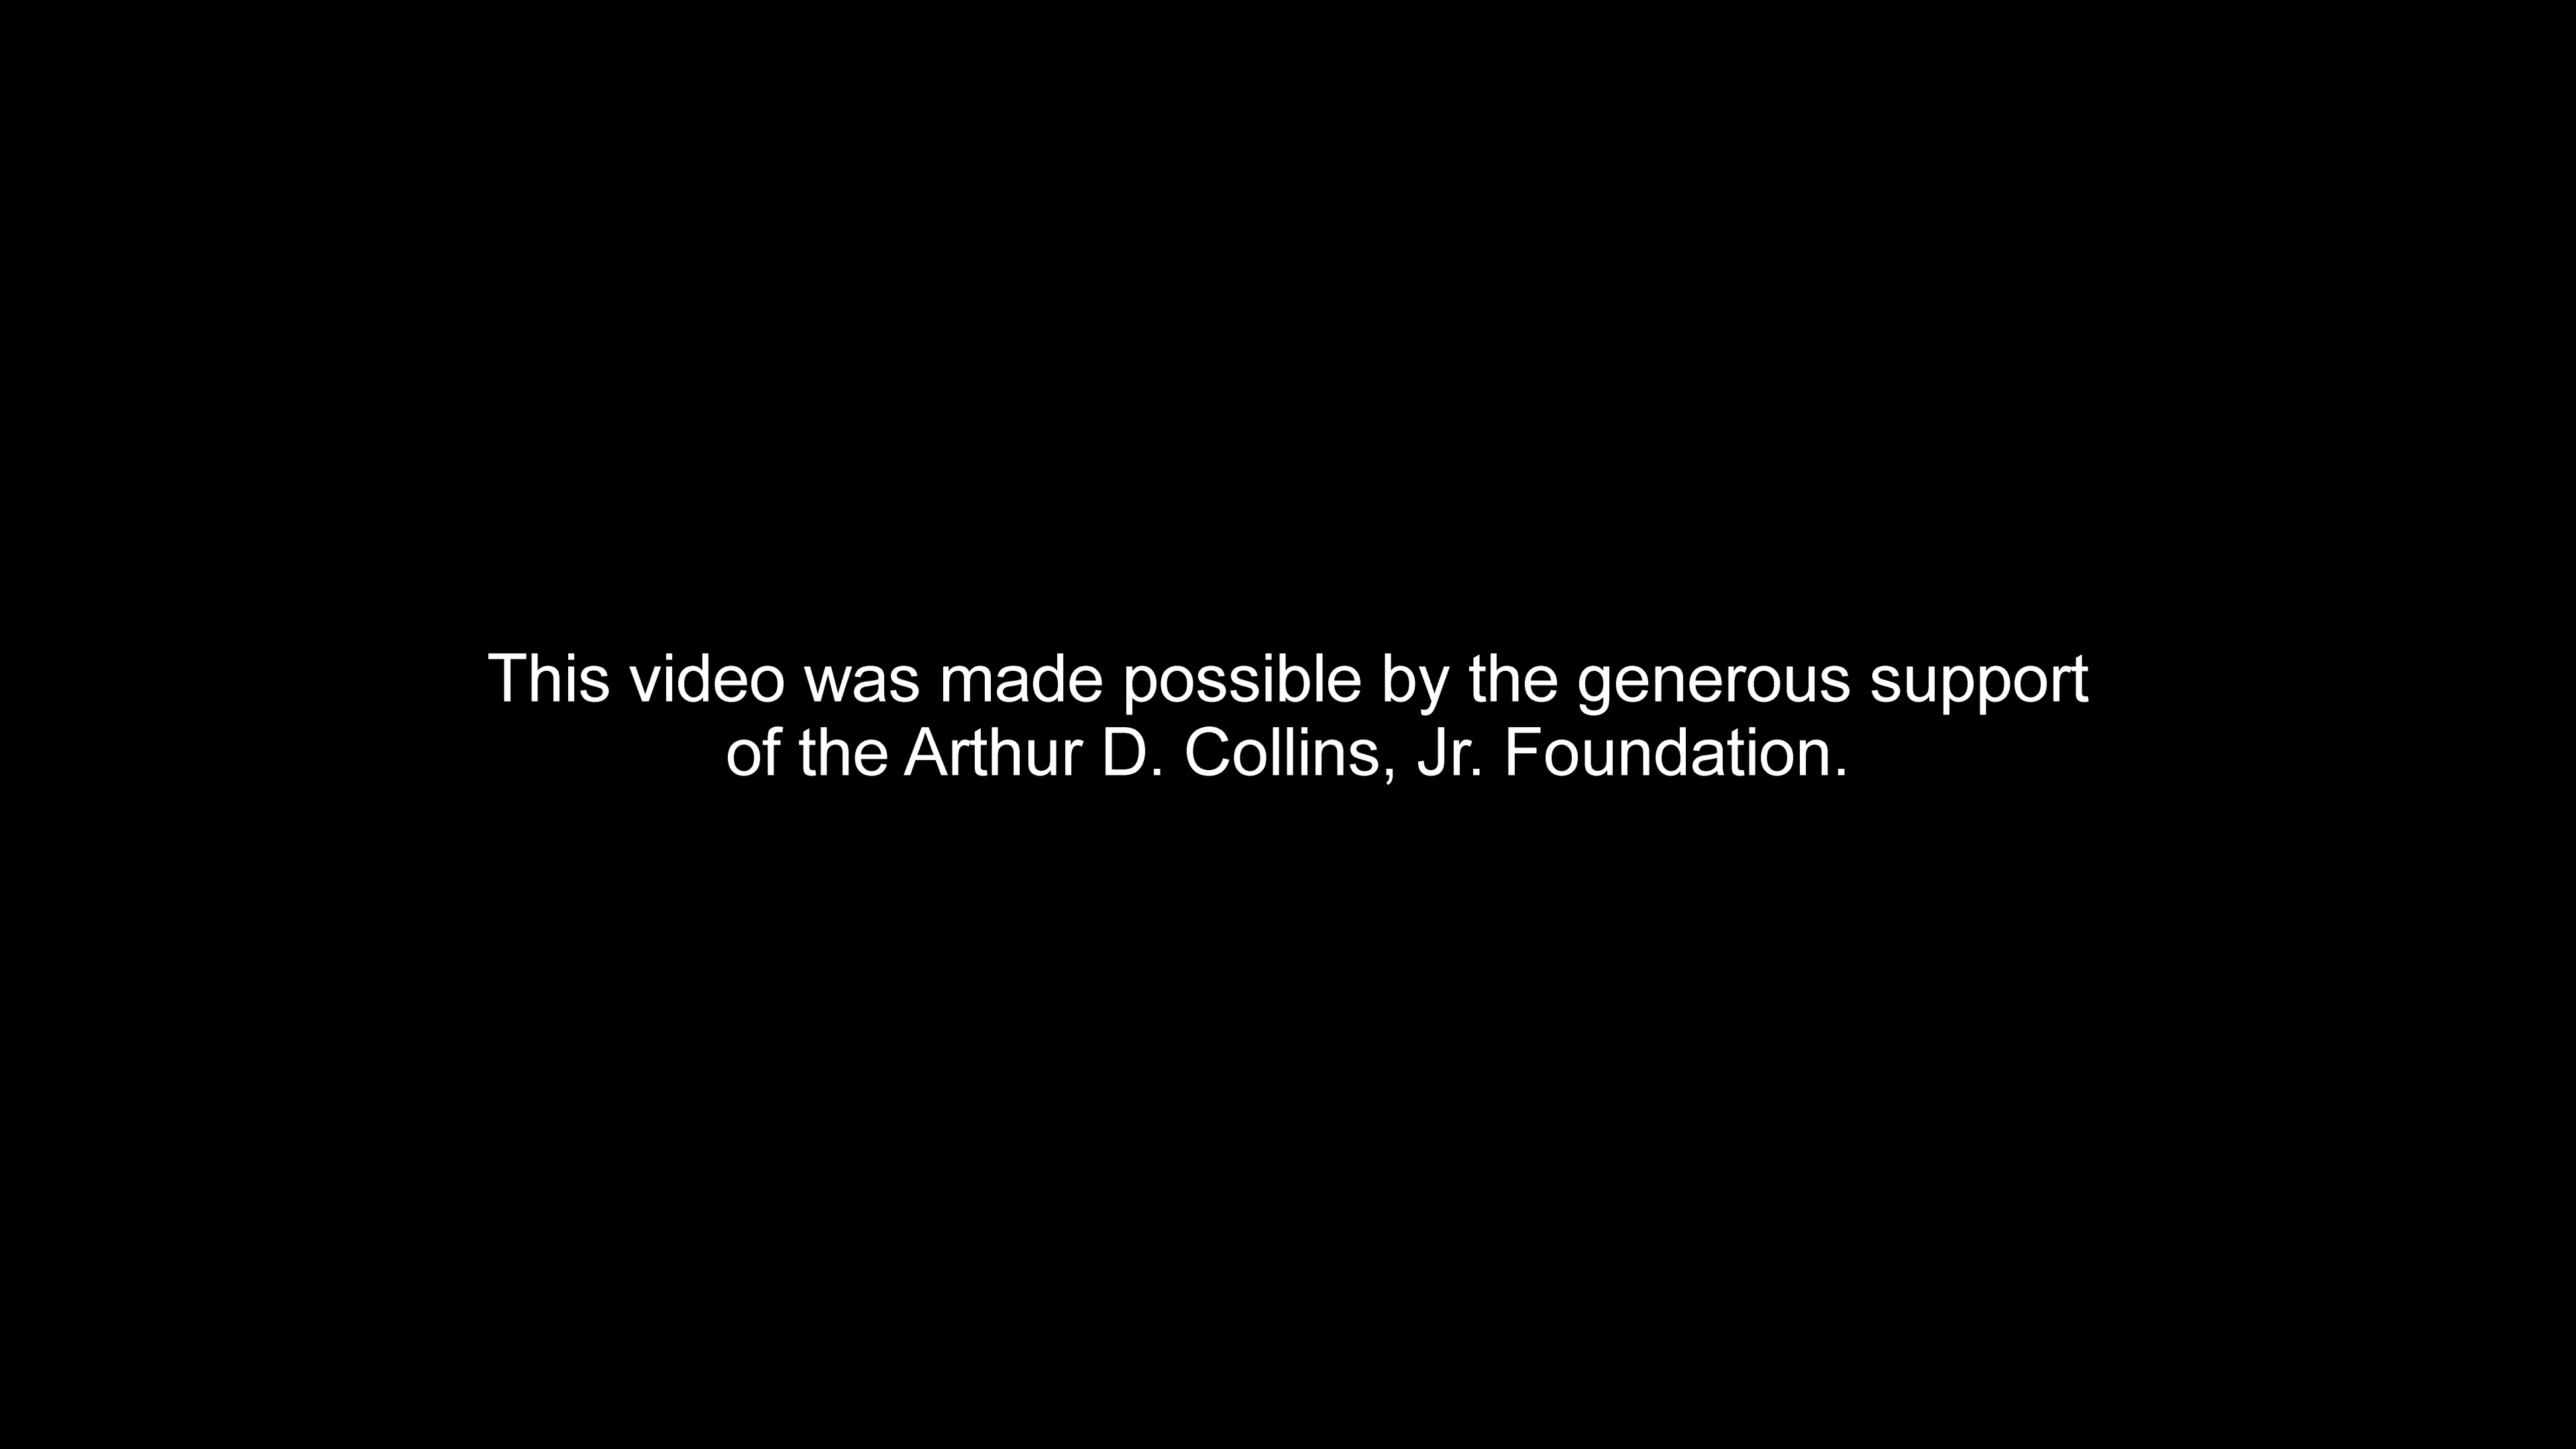 This video was made possible by the generous support
of the Arthur D. Collins, Jr. Foundation.